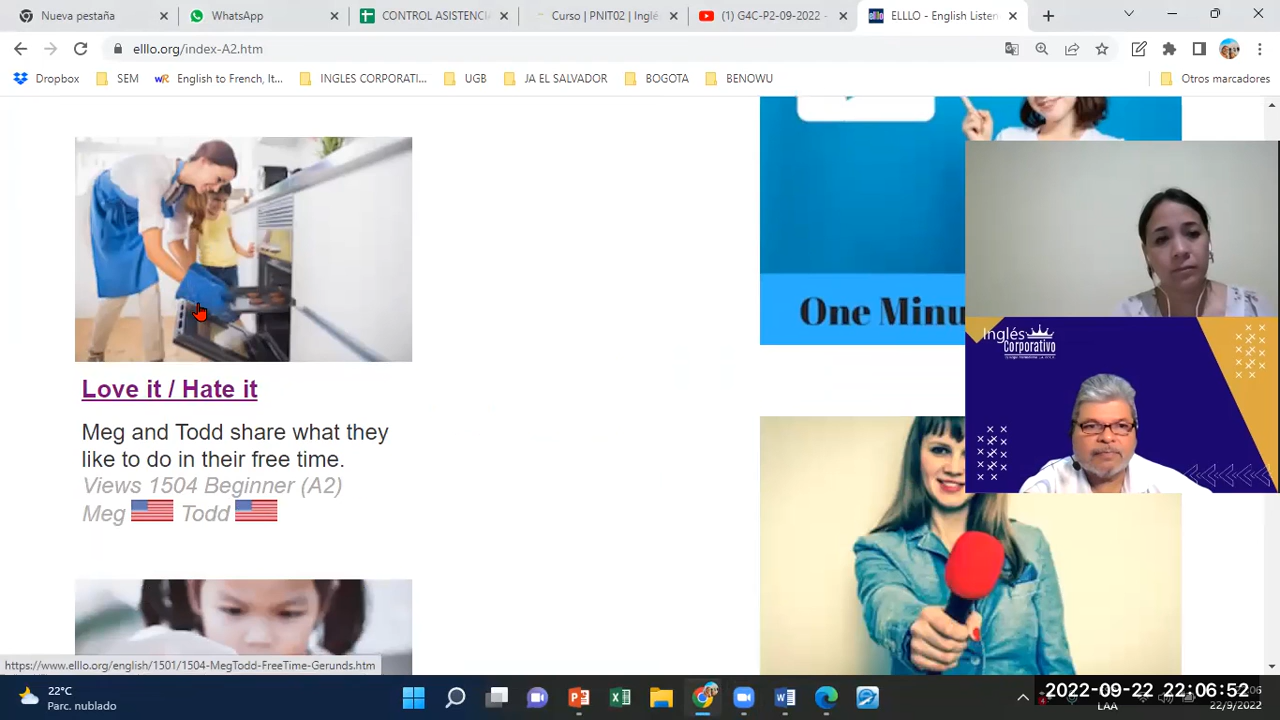 Nueva pestaña
WhatsApp
CONTROL ASISTENCIA
Curso | PNIT02 | Inglé
(1) G4C-P2-09-2022 -
ELLLO - English Listen
elllo.org/index-A2.htm
Dropbox
SEM
English to French, It...
INGLES CORPORATI...
UGB
JA EL SALVADOR
BOGOTA
BENOWU
Otros marcadores
One Minu
Inglés
Corporativo
Love it / Hate it
Meg and Todd share what they
like to do in their free time.
Views 1504 Beginner (A2)
Meg Todd
https://www.elllo.org/english/1501/1504-MegTodd-FreeTime-Gerunds.htm
22°C
Parc. nublado
2022-09-22 22:06:52
LAA
22/9/2022